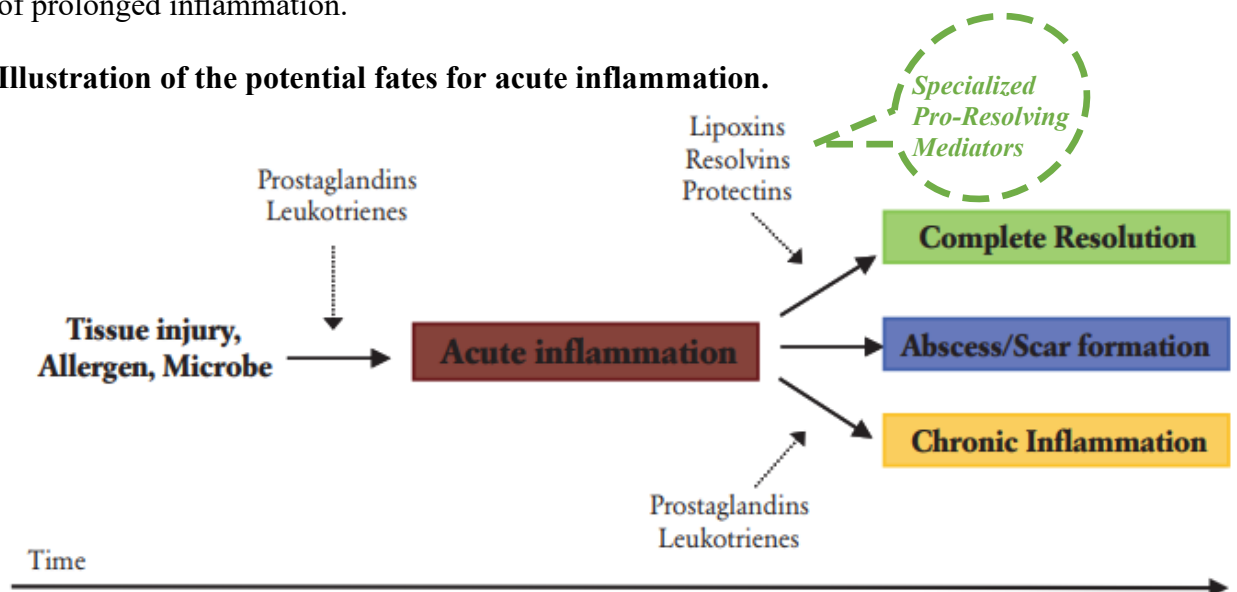 of prolonged inflammation.
Illustration of the potential fates for acute inflammation.
Specialized
Pro-Resolving
Mediators
Lipoxins
Resolvins
Protectins
Prostaglandins
Leukotrienes
Complete Resolution
Tissue injury,
Allergen, Microbe
Acute inflammation
Abscess/Scar formation
Chronic Inflammation
Prostaglandins
Leukotrienes
Time